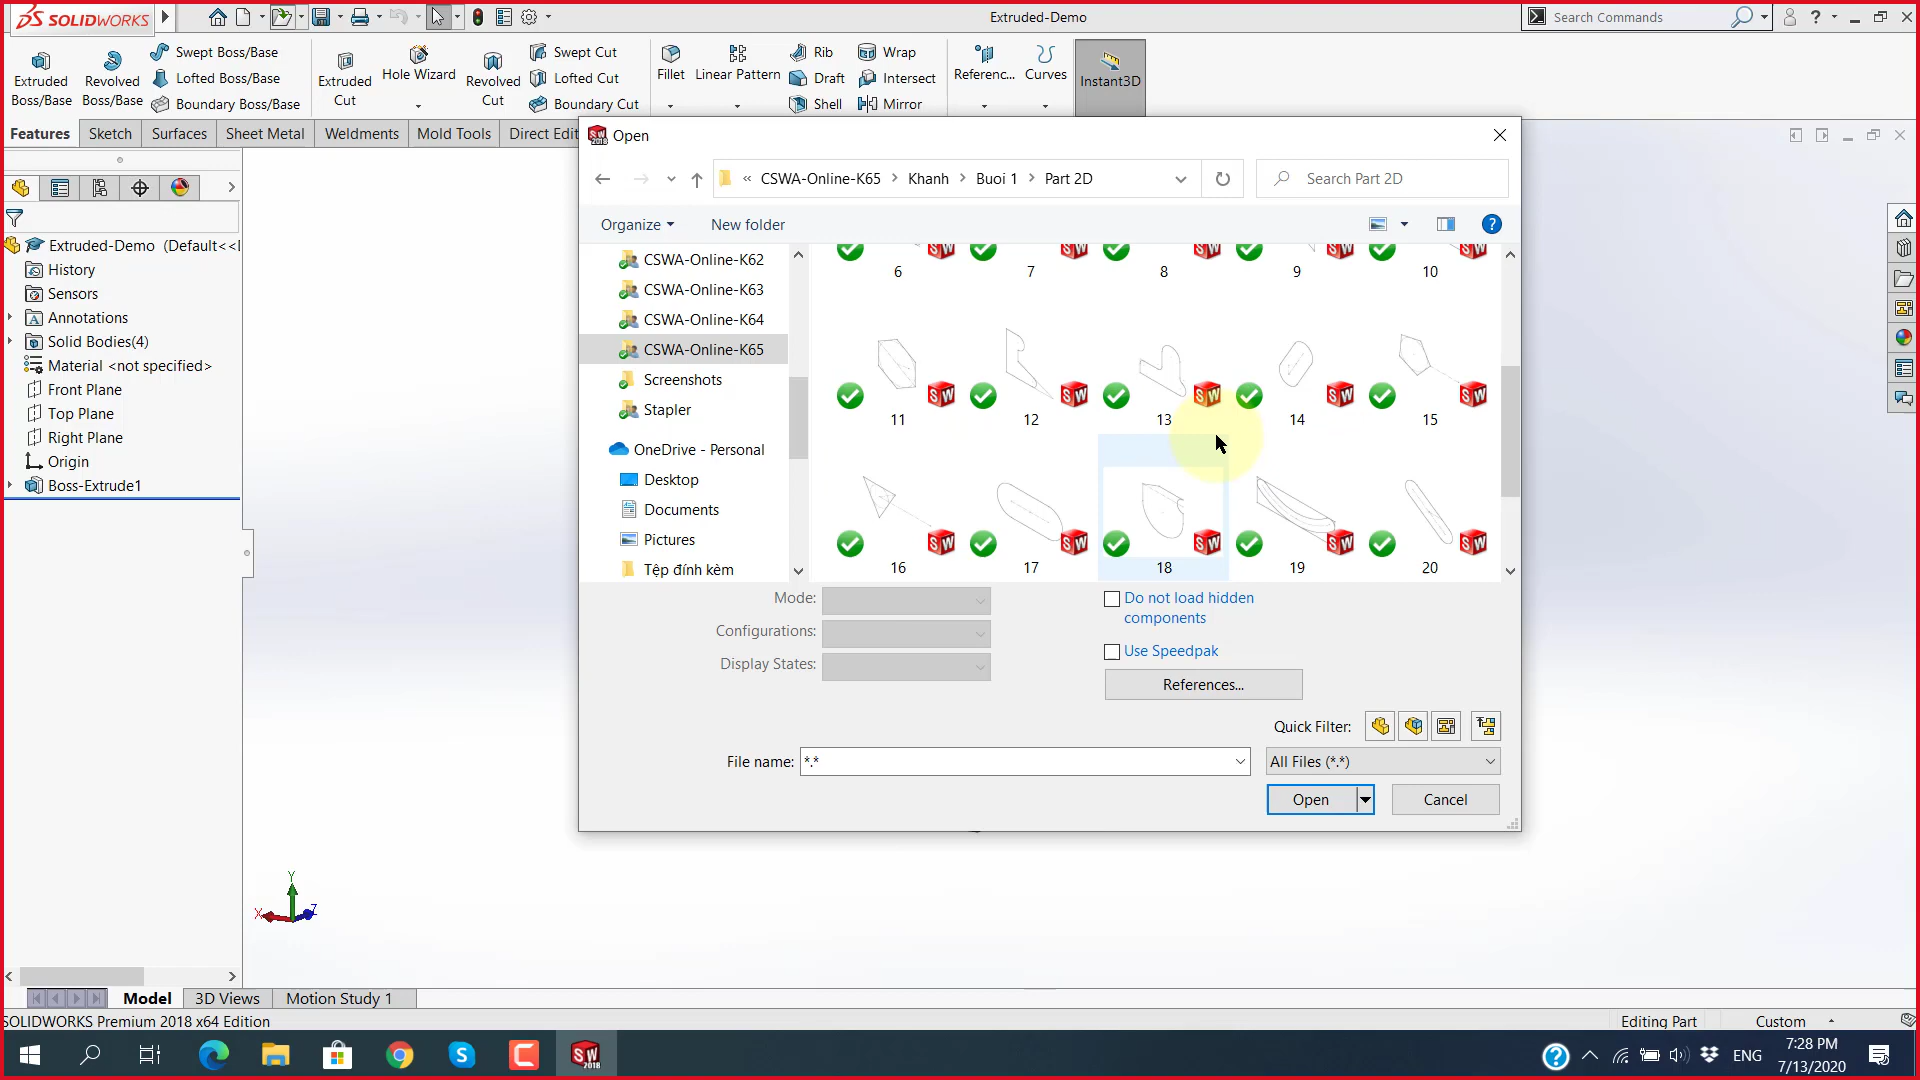 SOLIDWORKS
Extruded-Demo
Search Commands
Extruded Boss/Base
Revolved Boss/Base
Swept Boss/Base
Lofted Boss/Base
Boundary Boss/Base
Extruded Cut
Hole Wizard
Revolved Cut
Swept Cut
Lofted Cut
Boundary Cut
Fillet
Linear Pattern
Rib
Draft
Shell
Wrap
Intersect
Mirror
Referenc...
Curves
Instant3D
Features
Sketch
Surfaces
Sheet Metal
Weldments
Mold Tools
Direct Edit
Extruded-Demo (Default<<
History
Sensors
Annotations
Solid Bodies(4)
Material <not specified>
Front Plane
Top Plane
Right Plane
Origin
Boss-Extrude1
Open
« CSWA-Online-K65 > Khanh > Buoi 1 > Part 2D
Search Part 2D
Organize
New folder
CSWA-Online-K62
CSWA-Online-K63
CSWA-Online-K64
CSWA-Online-K65
Screenshots
Stapler
OneDrive - Personal
Desktop
Documents
Pictures
Tệp đính kèm
6
7
8
9
10
11
12
13
14
15
16
17
18
19
20
Mode:
Configurations:
Display States:
Do not load hidden
components
Use Speedpak
References...
Quick Filter:
File name:
*.*
All Files (*.*)
Open
Cancel
Y
X
Z
Model
3D Views
Motion Study 1
SOLIDWORKS Premium 2018 x64 Edition
Editing Part
Custom
SW
2018
ENG
7:28 PM
7/13/2020